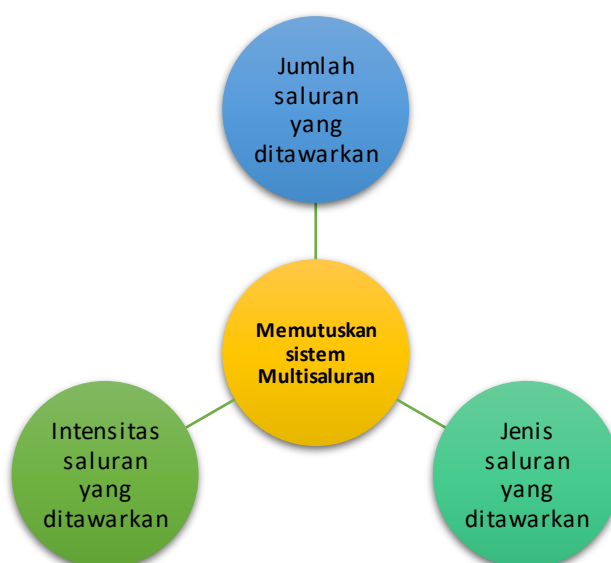 Jumlah
saluran
yang
ditawarkan
Memutuskan
sistem
Multisaluran
Intensitas
saluran
yang
ditawarkan
Jenis
saluran
yang
ditawarkan